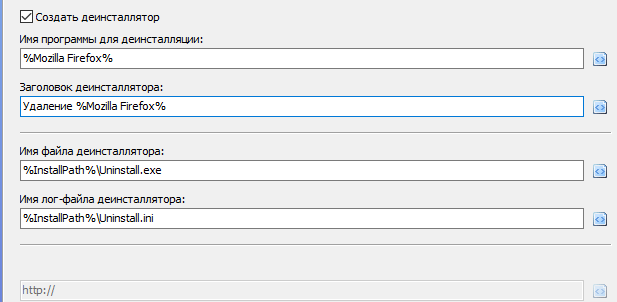 Создать деинсталлятор
Имя программы для деинсталляции:
%Mozilla Firefox%
Заголовок деинсталлятора:
Удаление %Mozilla Firefox%
Имя файла деинсталлятора:
%InstallPath%\Uninstall.exe
Имя лог-файла деинсталлятора:
%InstallPath%\Uninstall.ini
http://